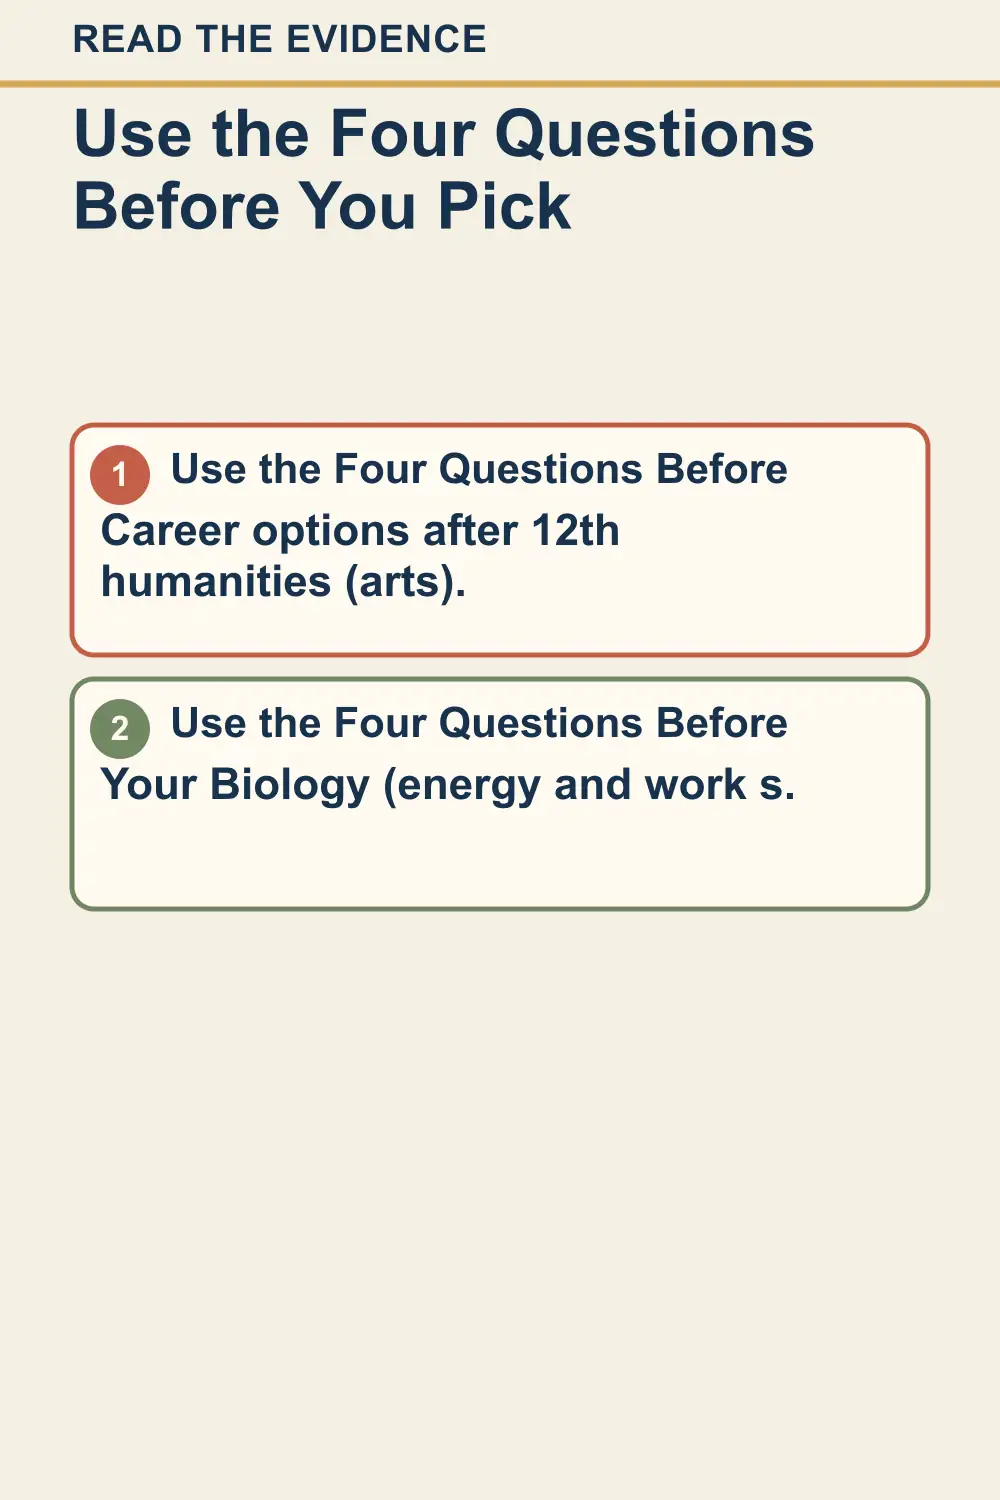 READ THE EVIDENCE
Use the Four Questions
Before You Pick
1 Use the Four Questions Before
Career options after 12th
humanities (arts).
2 Use the Four Questions Before
Your Biology (energy and work s.